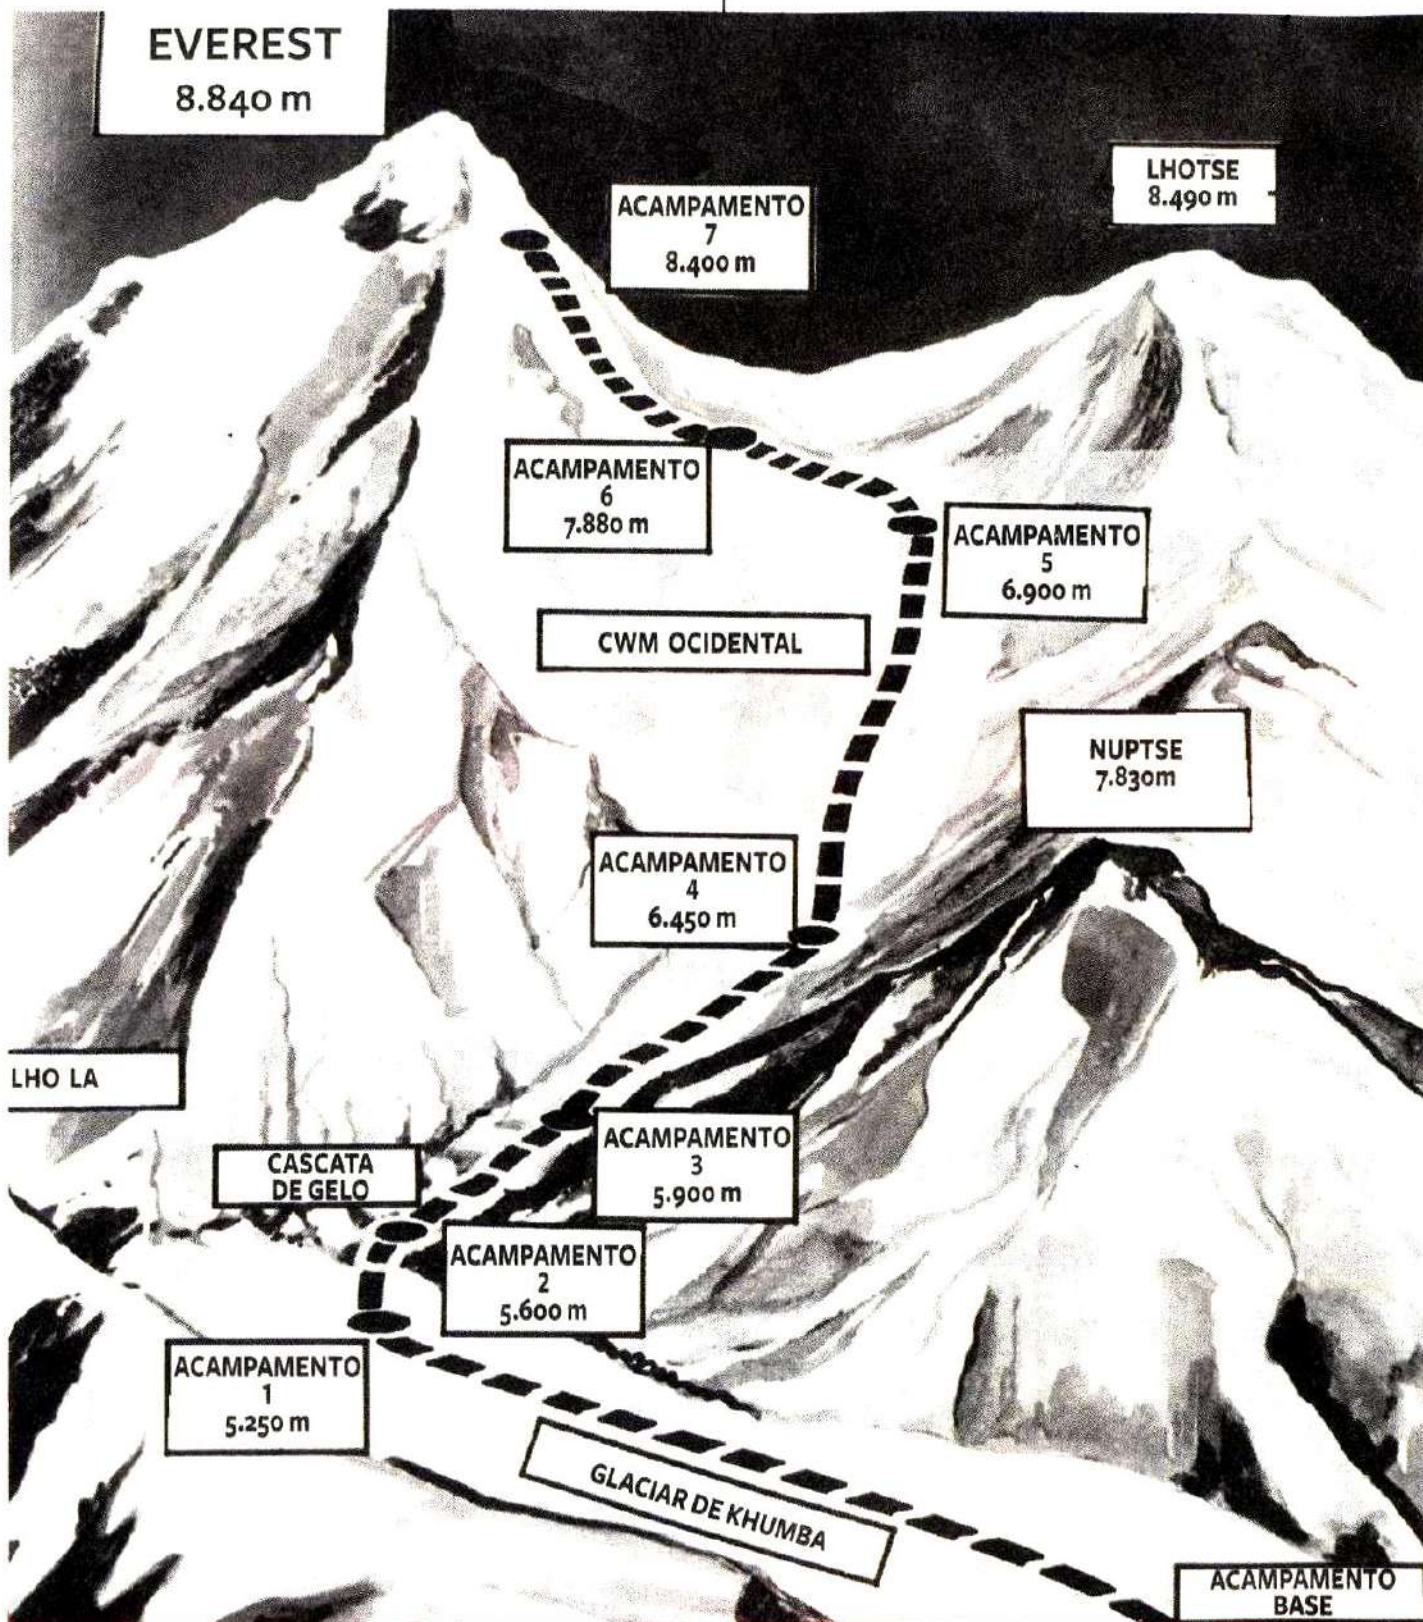 EVEREST
8.840 m
LHOTSE
8.490 m
ACAMPAMENTO
7
8.400 m
ACAMPAMENTO
6
7.880 m
ACAMPAMENTO
5
6.900 m
CWM OCIDENTAL
NUPTSE
7.830m
ACAMPAMENTO
4
6.450 m
LHO LA
ACAMPAMENTO
3
5.900 m
CASCATA
DE GELO
ACAMPAMENTO
2
5.600 m
ACAMPAMENTO
1
5.250 m
GLACIAR DE KHUMBA
ACAMPAMENTO
BASE